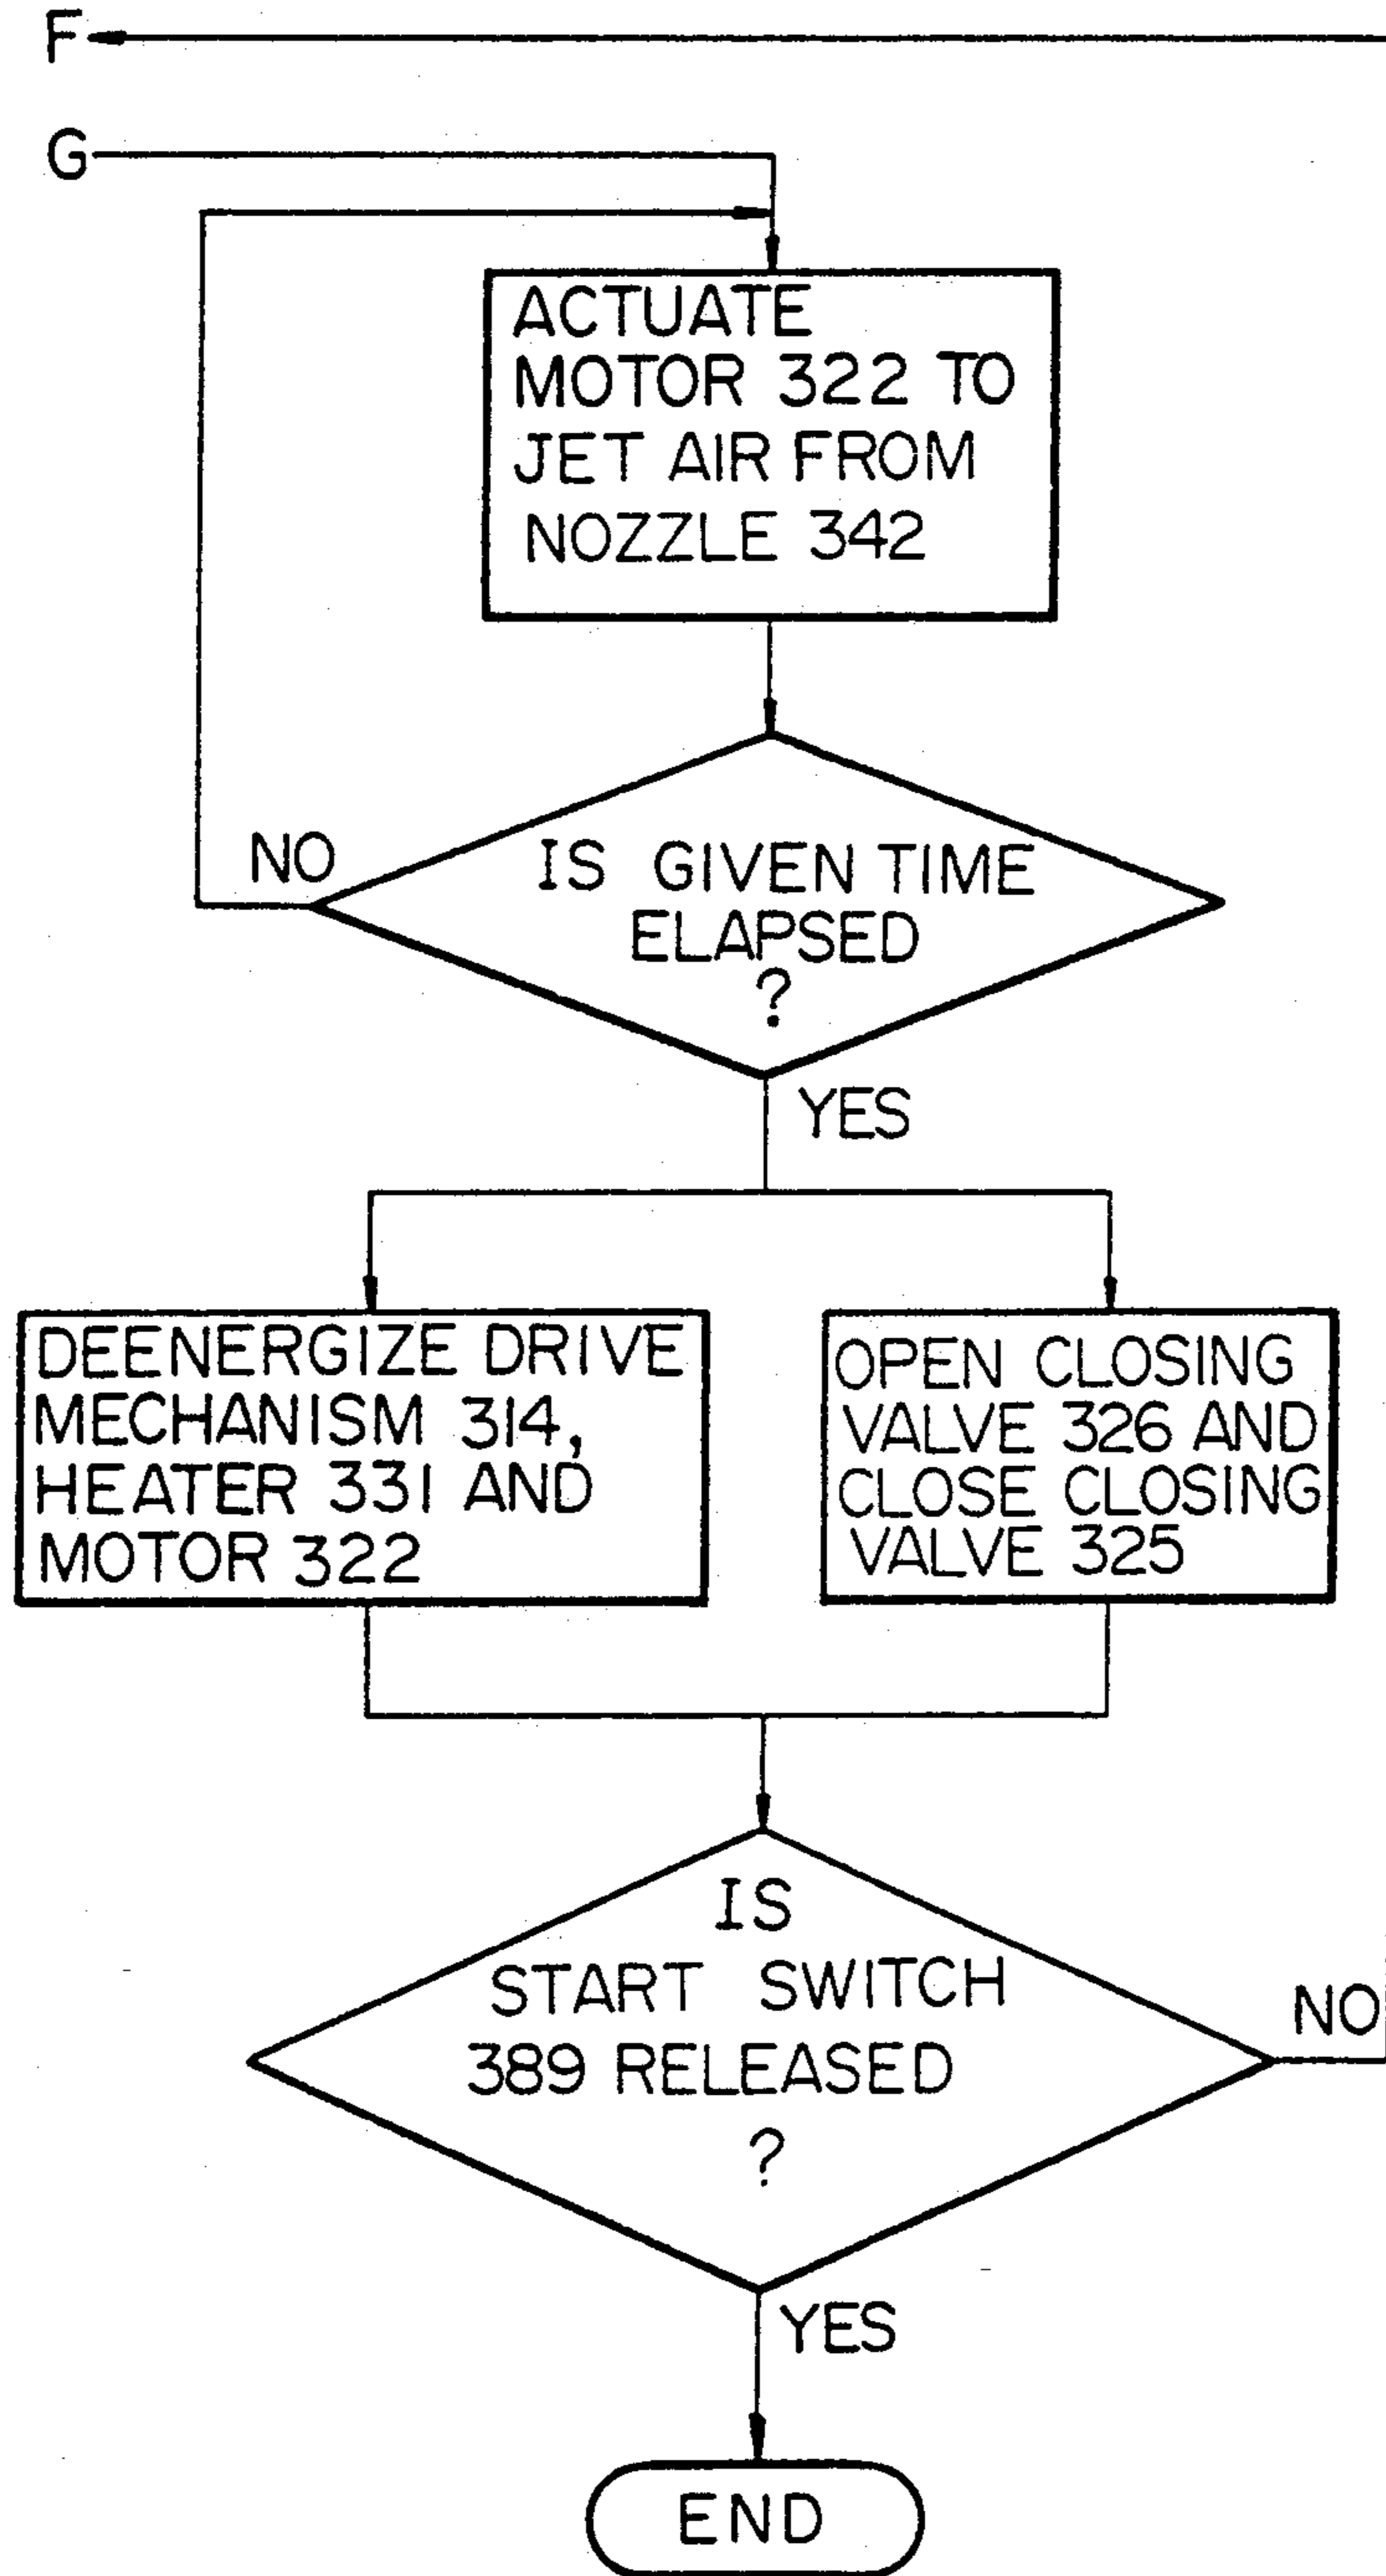 F
G
ACTUATE
MOTOR 322 TO
JET AIR FROM
NOZZLE 342
NO
IS GIVEN TIME
ELAPSED
?
YES
DEENERGIZE DRIVE
MECHANISM 314,
HEATER 331 AND
MOTOR 322
OPEN CLOSING
VALVE 326 AND
CLOSE CLOSING
VALVE 325
IS
START SWITCH
389 RELEASED
?
NO
YES
END